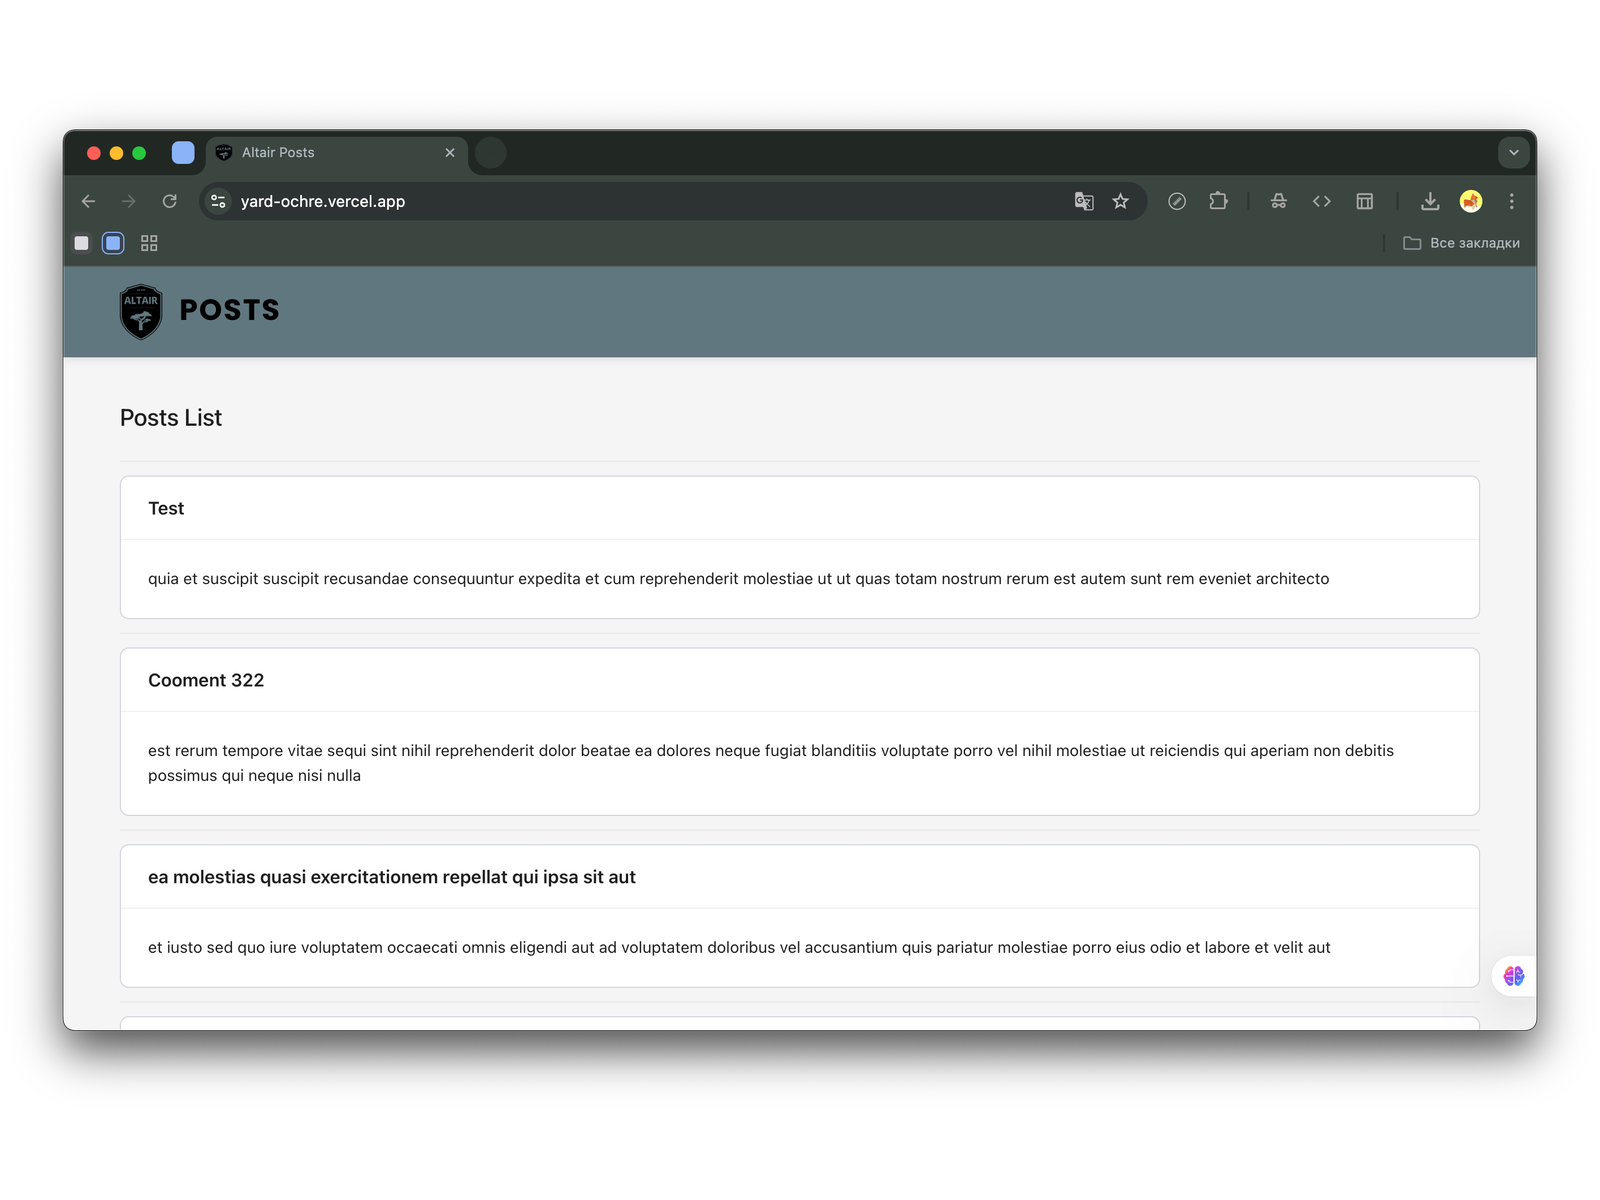 Altair Posts
yard-ochre.vercel.app
Все закладки
ALTAIR
POSTS
Posts List
Test
quia et suscipit suscipit recusandae consequuntur expedita et cum reprehenderit molestiae ut ut quas totam nostrum rerum est autem sunt rem eveniet architecto
Cooment 322
est rerum tempore vitae sequi sint nihil reprehenderit dolor beatae ea dolores neque fugiat blanditiis voluptate porro vel nihil molestiae ut reiciendis qui aperiam non debitis
possimus qui neque nisi nulla
ea molestias quasi exercitationem repellat qui ipsa sit aut
et iusto sed quo iure voluptatem occaecati omnis eligendi aut ad voluptatem doloribus vel accusantium quis pariatur molestiae porro eius odio et labore et velit aut